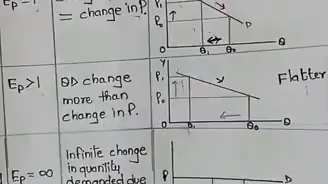 Ep=1
change
= change in P.
P₁
P₀
D
O
Q₁
Q₀
Q
Ep>1
QD change
more than
change in P.
Y
P₁
P₀
O
Q₁
Q₀
Q
Flatter
Ep = ∞
Infinite change
in quantity
demanded due
P
D